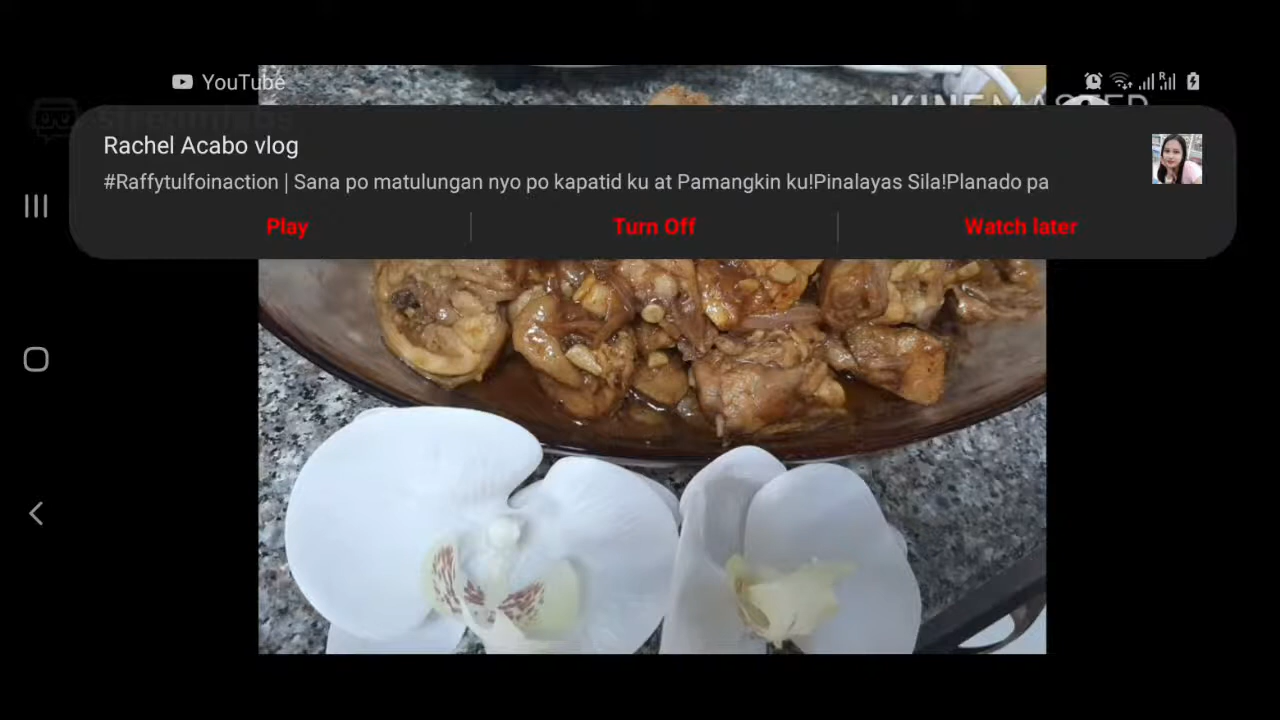 YouTube
KINEMASTER
Rachel Acabo vlog
#Raffytulfoinaction | Sana po matulungan nyo po kapatid ku at Pamangkin ku!Pinalayas Sila!Planado pa
Play
Turn Off
Watch later